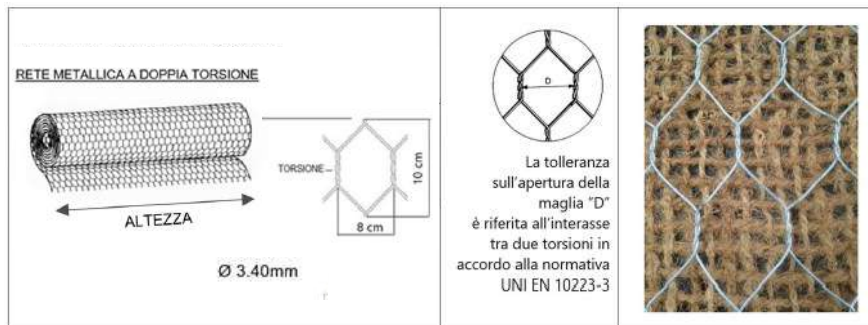 RETE METALLICA A DOPPIA TORSIONE
TORSIONE
10 cm
8 cm
ALTEZZA
Ø 3.40mm
D
La tolleranza
sull'apertura della
maglia "D"
è riferita all'interasse
tra due torsioni in
accordo alla normativa
UNI EN 10223-3